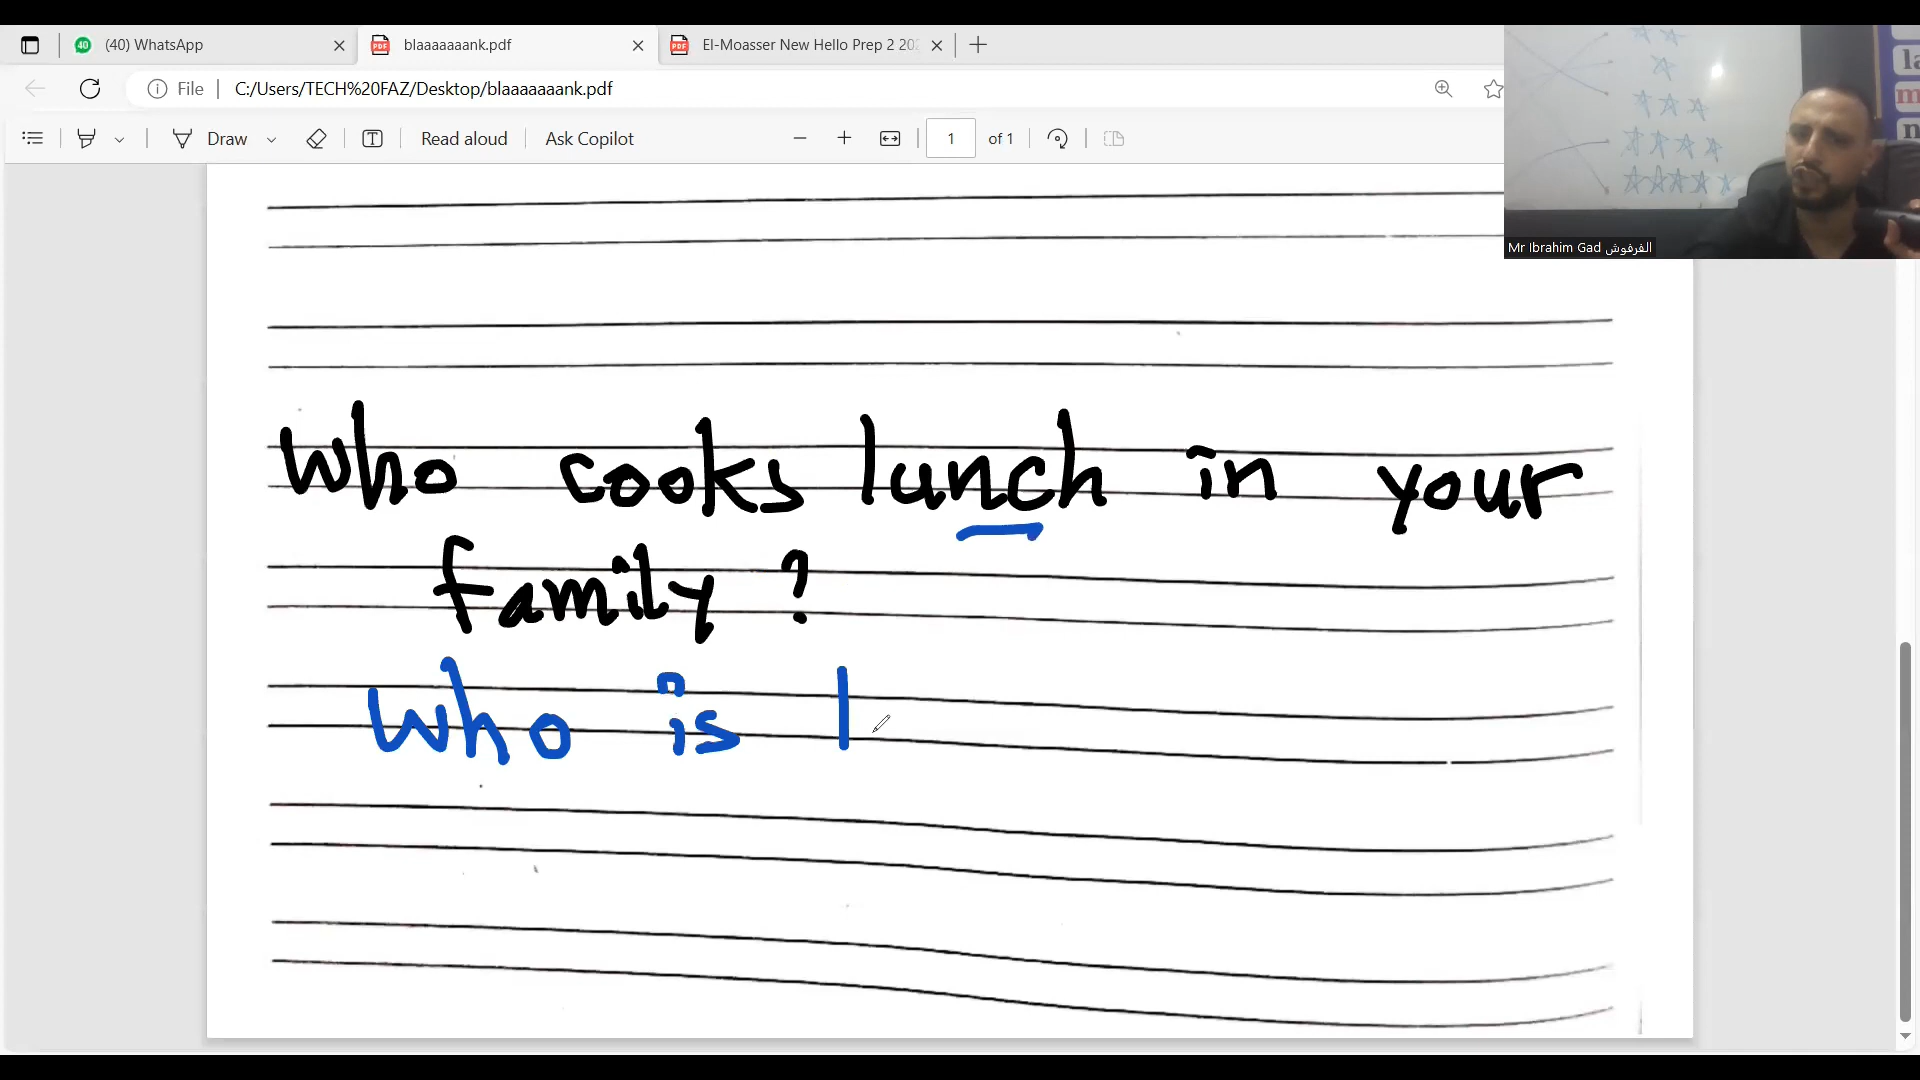 (40) WhatsApp
blaaaaaaank.pdf
El-Moasser New Hello Prep 2 202
File
C:/Users/TECH%20FAZ/Desktop/blaaaaaaank.pdf
Draw
Read aloud
Ask Copilot
1 of 1
Mr Ibrahim Gad الفرفوش
Who cooks lunch in your
family ?
Who is l